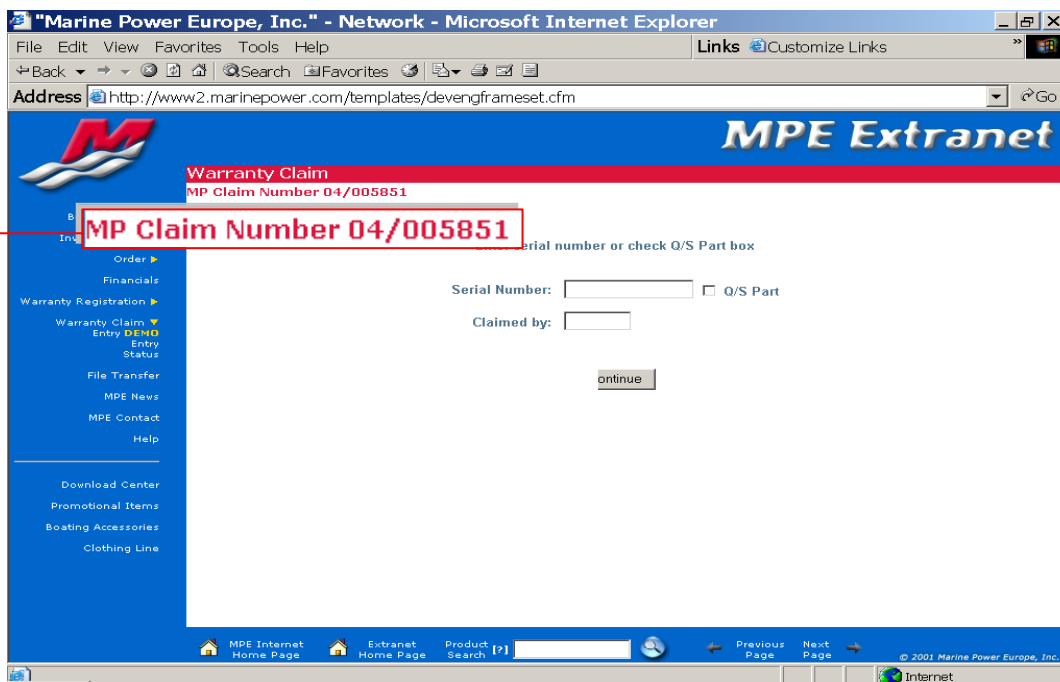 "Marine Power Europe, Inc." - Network - Microsoft Internet Explorer
File Edit View Favorites Tools Help Links Customize Links »
Back Search Favorites
Address http://www2.marinepower.com/templates/devengframeset.cfm Go
MPE Extranet
Warranty Claim
MP Claim Number 04/005851
MP Claim Number 04/005851
serial number or check Q/S Part box
Order
Financials
Serial Number: Q/S Part
Warranty Registration
Warranty Claim
Claimed by:
Entry DEMO
Entry
Status
File Transfer
ontinue
MPE News
MPE Contact
Help
Download Center
Promotional Items
Boating Accessories
Clothing Line
MPE Internet Home Page
Extranet Home Page
Product Search [?]
Previous Page
Next Page
© 2001 Marine Power Europe, Inc.
Internet